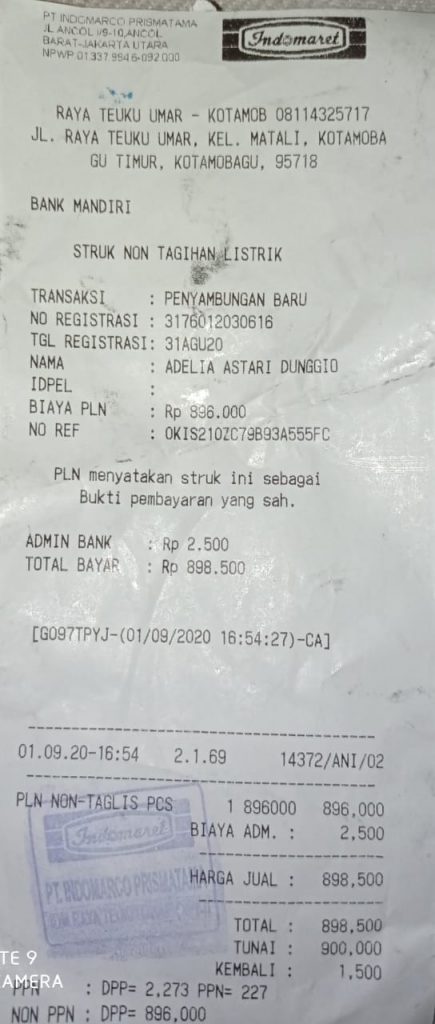 PT INDOMARCO PRISMATAMA
JL ANCOL I/9-10,ANCOL
BARAT-JAKARTA UTARA
NPWP 01.337.994.6-092.000
Indomaret
RAYA TEUKU UMAR - KOTAMOB 08114325717
JL. RAYA TEUKU UMAR, KEL. MATALI, KOTAMOBA
GU TIMUR, KOTAMOBAGU, 95718
BANK MANDIRI
STRUK NON TAGIHAN LISTRIK
TRANSAKSI : PENYAMBUNGAN BARU
NO REGISTRASI : 3176012030616
TGL REGISTRASI: 31AGU20
NAMA : ADELIA ASTARI DUNGGIO
IDPEL :
BIAYA PLN : Rp 896.000
NO REF : 0KIS210ZC79B93A555FC
PLN menyatakan struk ini sebagai
Bukti pembayaran yang sah.
ADMIN BANK : Rp 2.500
TOTAL BAYAR : Rp 898.500
[G097TPYJ-(01/09/2020 16:54:27)-CA]
01.09.20-16:54 2.1.69 14372/ANI/02
PLN NON-TAGLIS PCS 1 896000 896,000
BIAYA ADM. : 2,500
Indomaret
PT. INDOMARCO PRISMATAMA
HARGA JUAL : 898,500
TOTAL : 898,500
TUNAI : 900,000
KEMBALI : 1,500
TE 9
CAMERA
PPN : DPP= 2,273 PPN= 227
NON PPN : DPP= 896,000